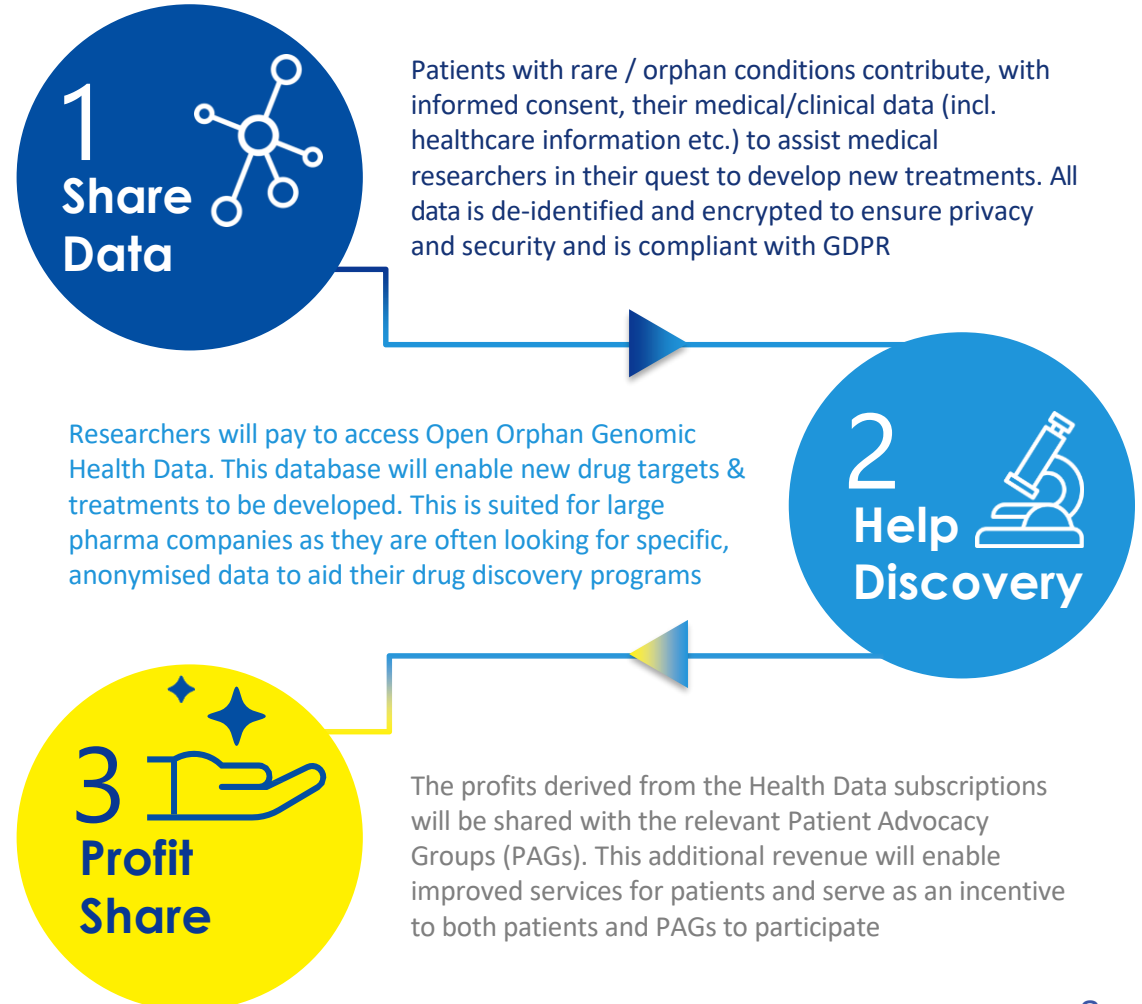 1
Share
Data
Patients with rare / orphan conditions contribute, with
informed consent, their medical/clinical data (incl.
healthcare information etc.) to assist medical
researchers in their quest to develop new treatments. All
data is de-identified and encrypted to ensure privacy
and security and is compliant with GDPR
Researchers will pay to access Open Orphan Genomic
Health Data. This database will enable new drug targets &
treatments to be developed. This is suited for large
pharma companies as they are often looking for specific,
anonymised data to aid their drug discovery programs
2
Help
Discovery
3
Profit
Share
The profits derived from the Health Data subscriptions
will be shared with the relevant Patient Advocacy
Groups (PAGs). This additional revenue will enable
improved services for patients and serve as an incentive
to both patients and PAGs to participate